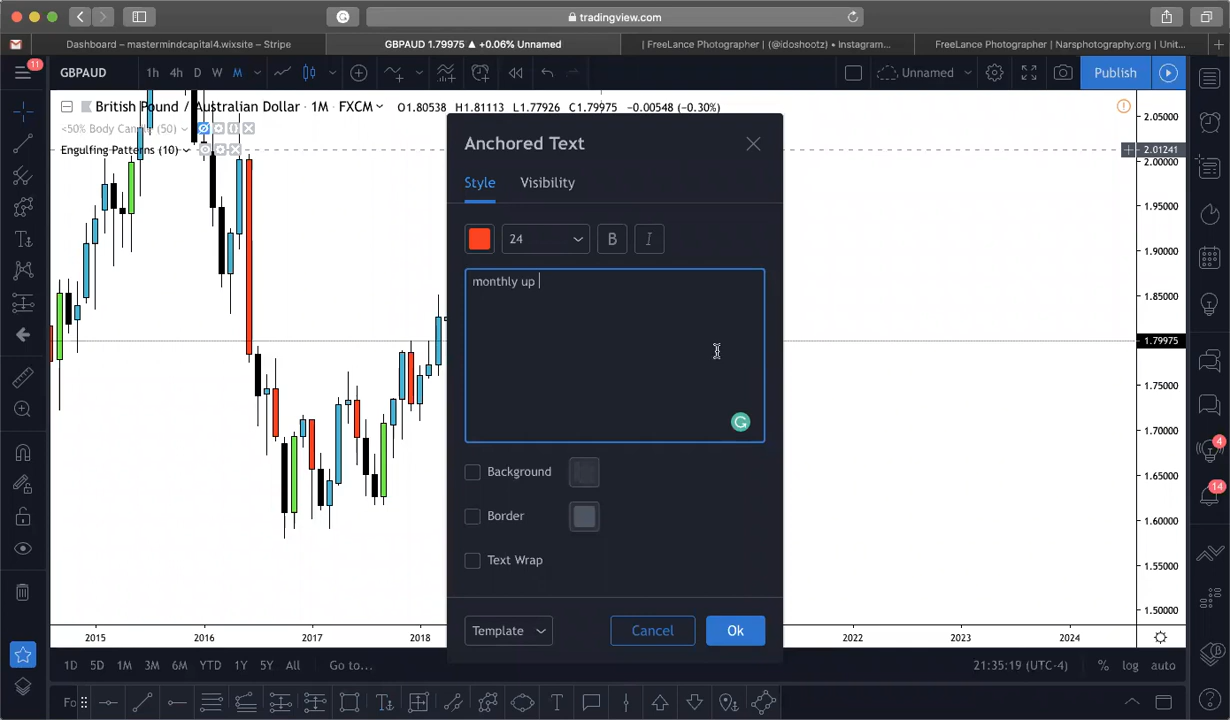 tradingview.com
Dashboard – mastermindcapital4.wixsite – Stripe
GBPAUD 1.79975 ▲ +0.06% Unnamed
| FreeLance Photographer | (@idoshootz) • Instagram...
FreeLance Photographer | Narsphotography.org | Unit...
11
GBPAUD
1h 4h D W M
Unnamed
Publish
British Pound / Australian Dollar · 1M · FXCM
O1.80538 H1.81113 L1.77926 C1.79975 −0.00548 (−0.30%)
<50% Body Candle (50)
Engulfing Patterns (10)
Anchored Text
Style Visibility
24
B I
monthly up
Background
Border
Text Wrap
Template
Cancel
Ok
2.05000
2.01241
2.00000
1.95000
1.90000
1.85000
1.79975
1.75000
1.70000
1.65000
1.60000
1.55000
1.50000
4
14
2015 2016 2017 2018 2022 2023 2024
1D 5D 1M 3M 6M YTD 1Y 5Y All Go to...
21:35:19 (UTC-4) % log auto
Fo